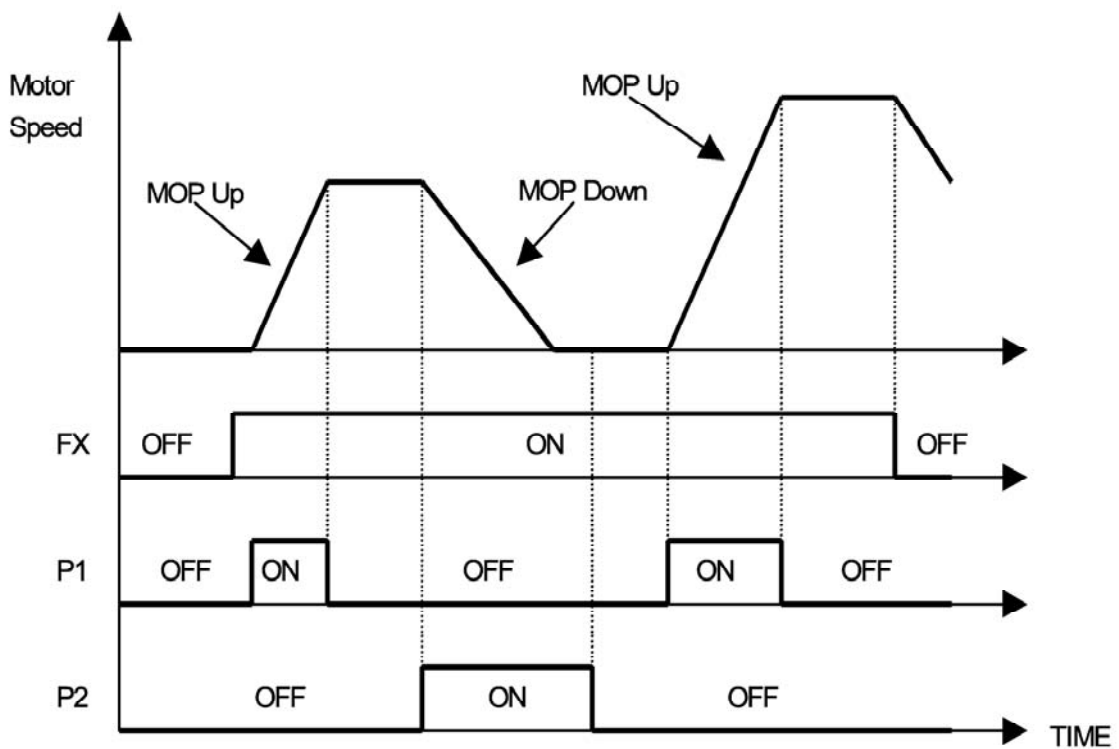 Motor
Speed
MOP Up
MOP Down
MOP Up
FX
OFF
ON
OFF
P1
OFF
ON
OFF
ON
OFF
P2
OFF
ON
OFF
TIME